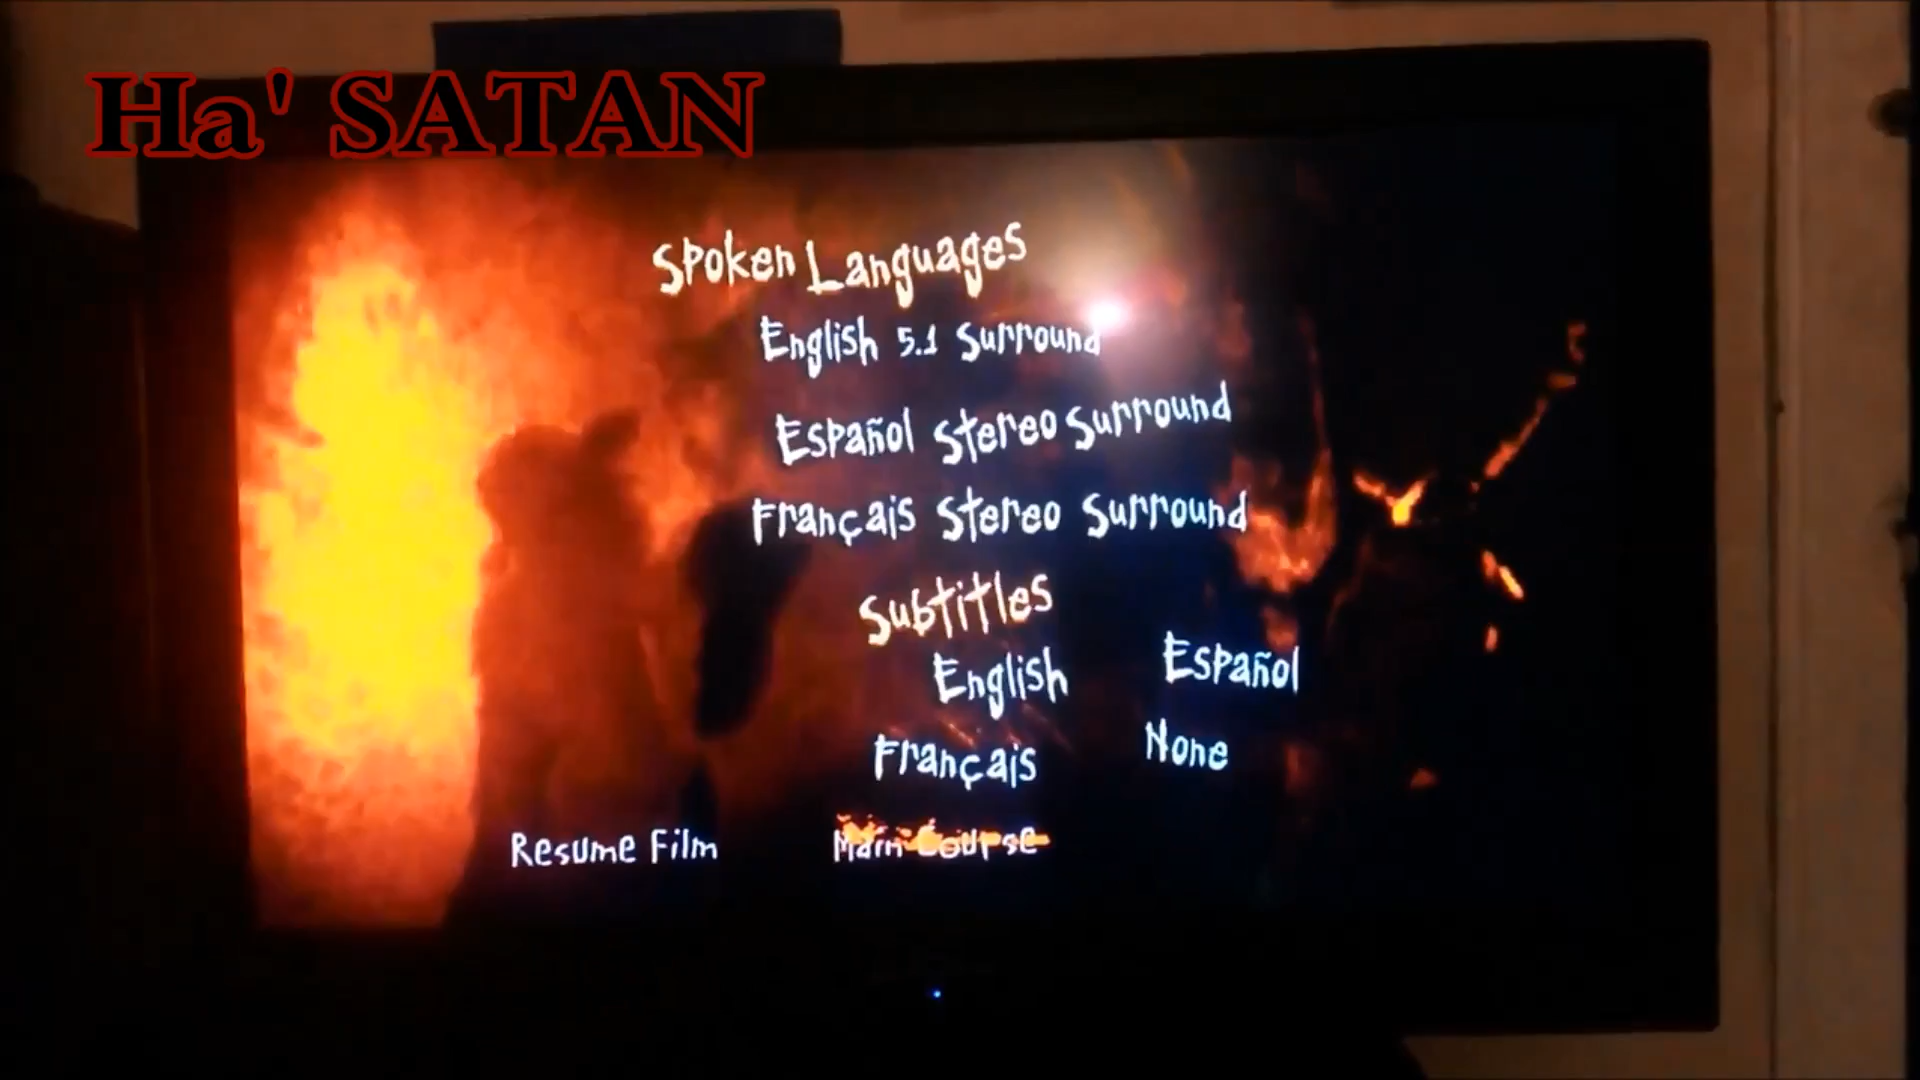 Ha' SATAN
Spoken Languages
English 5.1 Surround
Español Stereo Surround
Français Stereo Surround
Subtitles
English Español
Français None
Resume Film Main Course